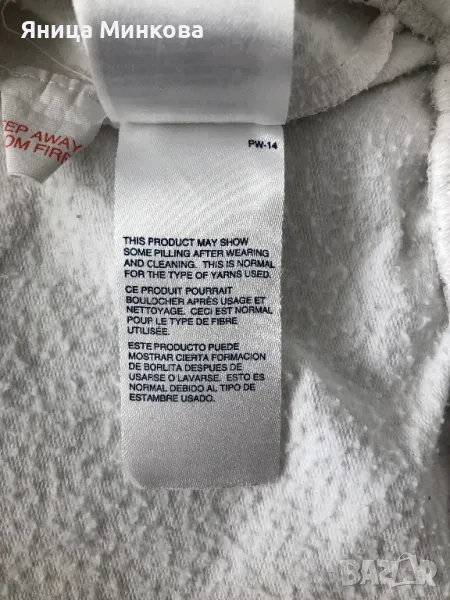 Яница Минкова
EEP AWAY
OM FIRE
PW-14
THIS PRODUCT MAY SHOW
SOME PILLING AFTER WEARING
AND CLEANING. THIS IS NORMAL
FOR THE TYPE OF YARNS USED.
CE PRODUIT POURRAIT
BOULOCHER APRÈS USAGE ET
NETTOYAGE. CECI EST NORMAL
POUR LE TYPE DE FIBRE
UTILISÉE.
ESTE PRODUCTO PUEDE
MOSTRAR CIERTA FORMACION
DE BORLITA DESPUES DE
USARSE O LAVARSE. ESTO ES
NORMAL DEBIDO AL TIPO DE
ESTAMBRE USADO.
BAZAR